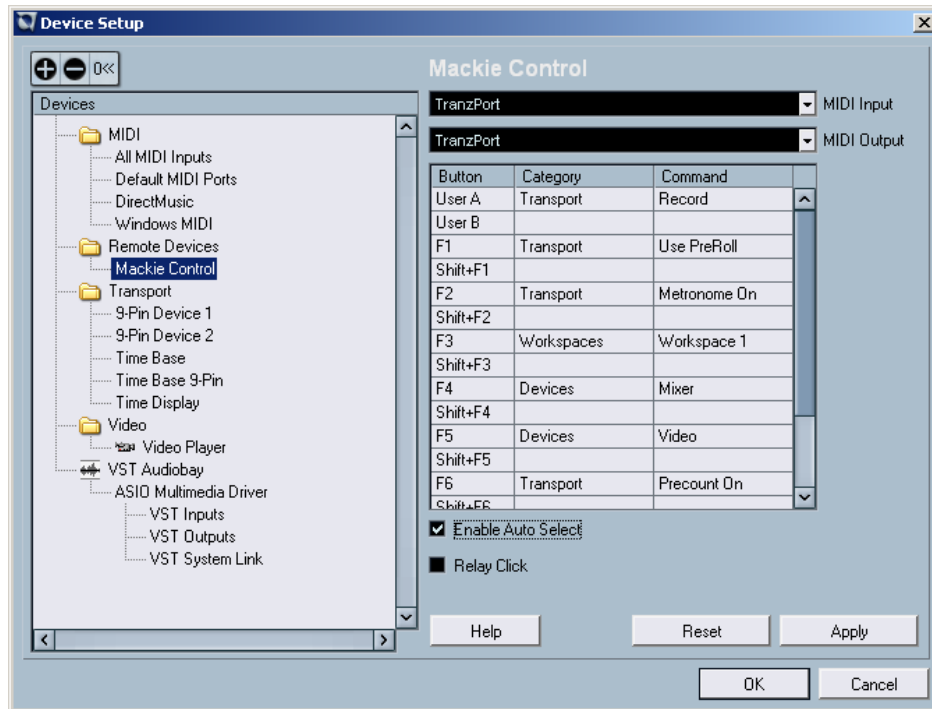 Device Setup
0<<
Mackie Control
Devices
MIDI
All MIDI Inputs
Default MIDI Ports
DirectMusic
Windows MIDI
Remote Devices
Mackie Control
Transport
9-Pin Device 1
9-Pin Device 2
Time Base
Time Base 9-Pin
Time Display
Video
Video Player
VST Audiobay
ASIO Multimedia Driver
VST Inputs
VST Outputs
VST System Link
TranzPort MIDI Input
TranzPort MIDI Output
Button Category Command
User A Transport Record
User B
F1 Transport Use PreRoll
Shift+F1
F2 Transport Metronome On
Shift+F2
F3 Workspaces Workspace 1
Shift+F3
F4 Devices Mixer
Shift+F4
F5 Devices Video
Shift+F5
F6 Transport Precount On
Shift+F6
Enable Auto Select
Relay Click
Help Reset Apply
OK Cancel